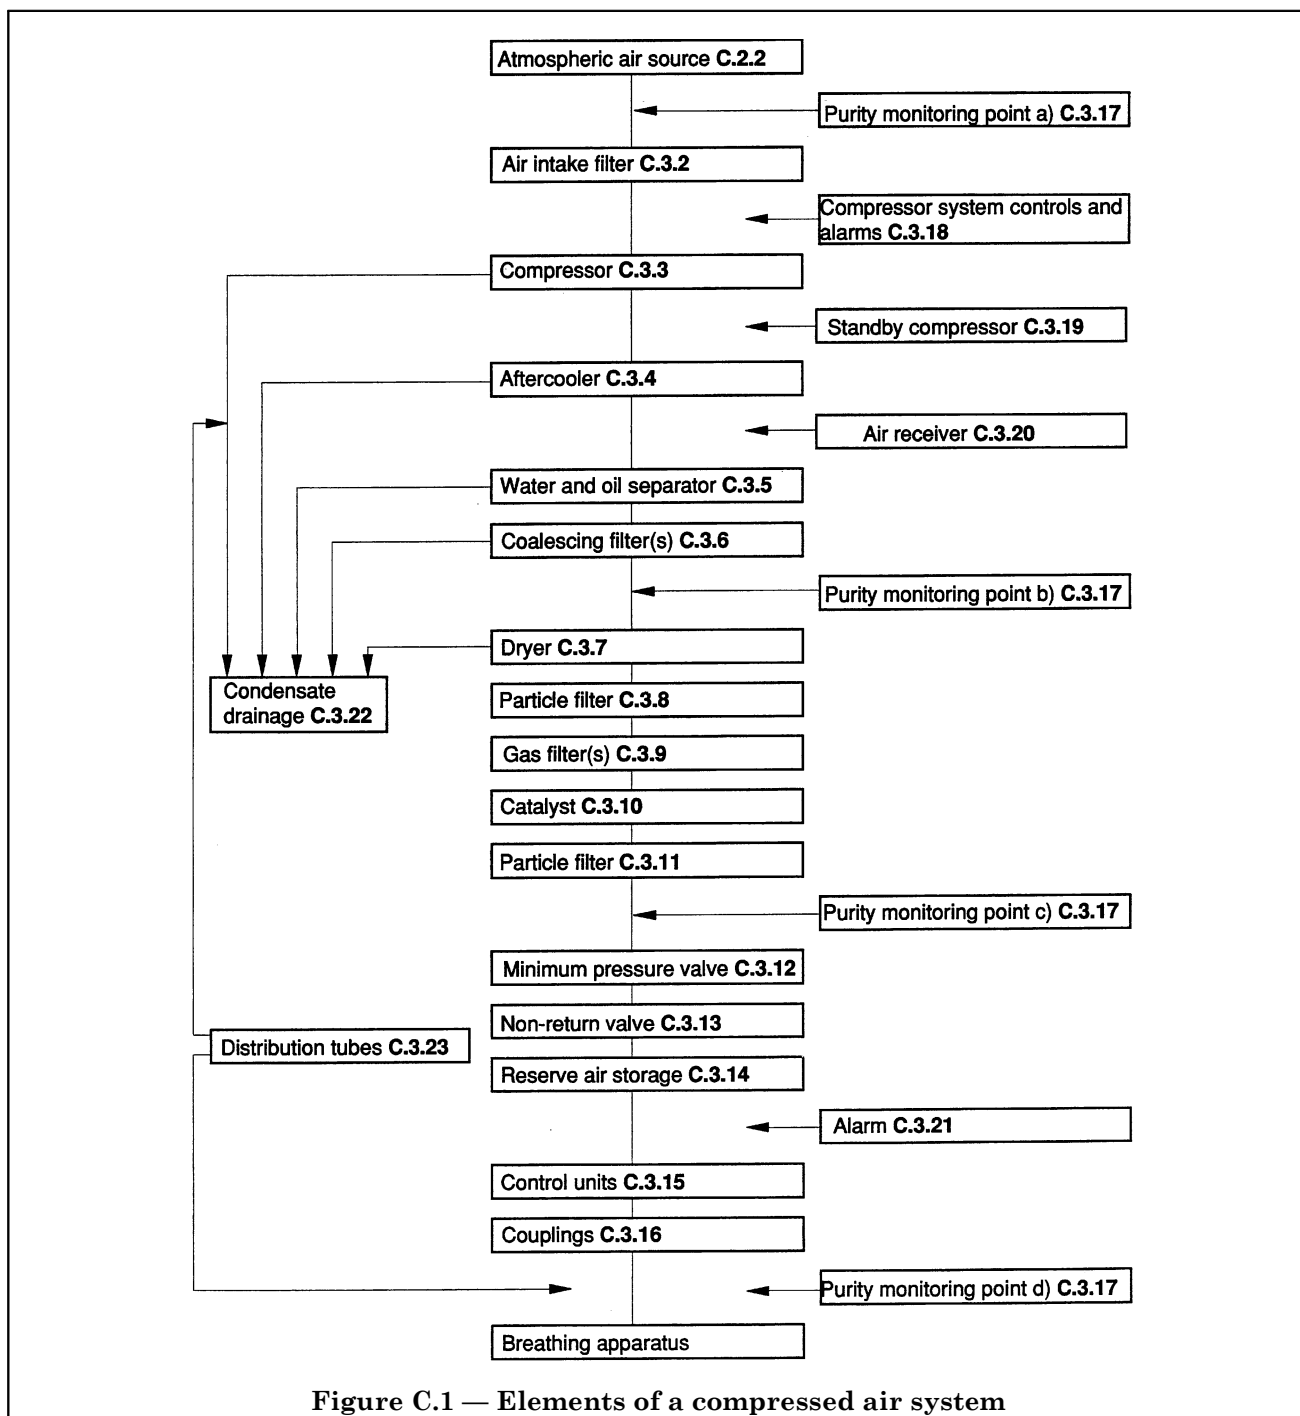 Atmospheric air source C.2.2
Purity monitoring point a) C.3.17
Air intake filter C.3.2
Compressor system controls and
alarms C.3.18
Compressor C.3.3
Standby compressor C.3.19
Aftercooler C.3.4
Air receiver C.3.20
Water and oil separator C.3.5
Coalescing filter(s) C.3.6
Purity monitoring point b) C.3.17
Dryer C.3.7
Condensate
drainage C.3.22
Particle filter C.3.8
Gas filter(s) C.3.9
Catalyst C.3.10
Particle filter C.3.11
Purity monitoring point c) C.3.17
Minimum pressure valve C.3.12
Non-return valve C.3.13
Distribution tubes C.3.23
Reserve air storage C.3.14
Alarm C.3.21
Control units C.3.15
Couplings C.3.16
Purity monitoring point d) C.3.17
Breathing apparatus
Figure C.1 — Elements of a compressed air system